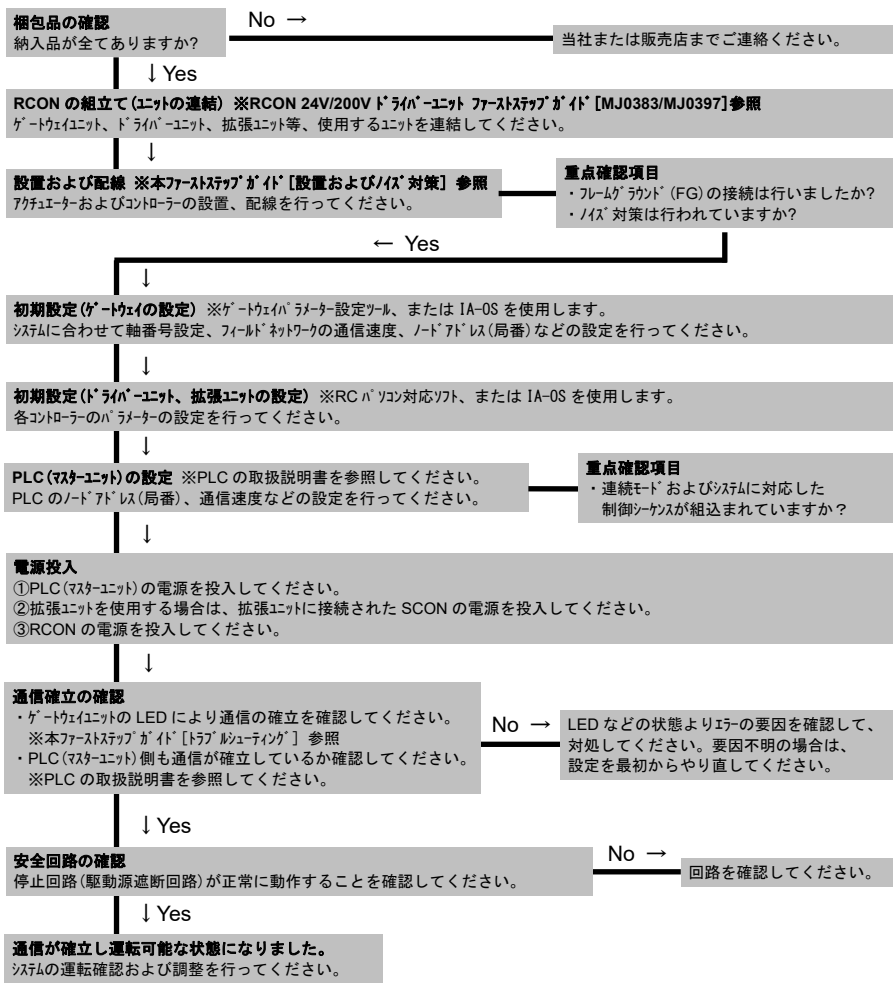 梱包品の確認
納入品が全てありますか?
No →
当社または販売店までご連絡ください。
↓Yes
RCON の組立て(ﾕﾆｯﾄの連結) ※RCON 24V/200V ﾄﾞﾗｲﾊﾞｰﾕﾆｯﾄ ﾌｧｰｽﾄｽﾃｯﾌﾟｶﾞｲﾄﾞ[MJ0383/MJ0397]参照
ｹﾞｰﾄｳｪｲﾕﾆｯﾄ、ﾄﾞﾗｲﾊﾞｰﾕﾆｯﾄ、拡張ﾕﾆｯﾄ等、使用するﾕﾆｯﾄを連結してください。
↓
設置および配線 ※本ﾌｧｰｽﾄｽﾃｯﾌﾟｶﾞｲﾄﾞ[設置およびﾉｲｽﾞ対策] 参照
ｱｸﾁｭｴｰﾀｰおよびｺﾝﾄﾛｰﾗｰの設置、配線を行ってください。
重点確認項目
・ﾌﾚｰﾑｸﾞﾗｳﾝﾄﾞ(FG)の接続は行いましたか?
・ﾉｲｽﾞ対策は行われていますか?
← Yes
↓
初期設定(ｹﾞｰﾄｳｪｲの設定) ※ｹﾞｰﾄｳｪｲﾊﾟﾗﾒｰﾀｰ設定ﾂｰﾙ、または IA-OS を使用します。
ｼｽﾃﾑに合わせて軸番号設定、ﾌｨｰﾙﾄﾞﾈｯﾄﾜｰｸの通信速度、ﾉｰﾄﾞｱﾄﾞﾚｽ(局番)などの設定を行ってください。
↓
初期設定(ﾄﾞﾗｲﾊﾞｰﾕﾆｯﾄ、拡張ﾕﾆｯﾄの設定) ※RC ﾊﾟｿｺﾝ対応ｿﾌﾄ、または IA-OS を使用します。
各ｺﾝﾄﾛｰﾗｰのﾊﾟﾗﾒｰﾀｰの設定を行ってください。
↓
PLC(ﾏｽﾀｰﾕﾆｯﾄ)の設定 ※PLC の取扱説明書を参照してください。
PLC のﾉｰﾄﾞｱﾄﾞﾚｽ(局番)、通信速度などの設定を行ってください。
重点確認項目
・連続ﾓｰﾄﾞおよびｼｽﾃﾑに対応した
制御ｼｰｹﾝｽが組込まれていますか？
↓
電源投入
①PLC(ﾏｽﾀｰﾕﾆｯﾄ)の電源を投入してください。
②拡張ﾕﾆｯﾄを使用する場合は、拡張ﾕﾆｯﾄに接続された SCON の電源を投入してください。
③RCON の電源を投入してください。
↓
通信確立の確認
・ｹﾞｰﾄｳｪｲﾕﾆｯﾄの LED により通信の確立を確認してください。
※本ﾌｧｰｽﾄｽﾃｯﾌﾟｶﾞｲﾄﾞ[ﾄﾗﾌﾞﾙｼｭｰﾃｨﾝｸﾞ] 参照
・PLC(ﾏｽﾀｰﾕﾆｯﾄ)側も通信が確立しているか確認してください。
※PLC の取扱説明書を参照してください。
No →
LED などの状態よりｴﾗｰの要因を確認して、
対処してください。要因不明の場合は、
設定を最初からやり直してください。
↓Yes
安全回路の確認
停止回路(駆動源遮断回路)が正常に動作することを確認してください。
No →
回路を確認してください。
↓Yes
通信が確立し運転可能な状態になりました。
ｼｽﾃﾑの運転確認および調整を行ってください。